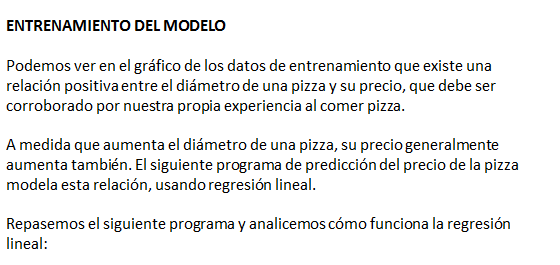 ENTRENAMIENTO DEL MODELO
Podemos ver en el gráfico de los datos de entrenamiento que existe una
relación positiva entre el diámetro de una pizza y su precio, que debe ser
corroborado por nuestra propia experiencia al comer pizza.
A medida que aumenta el diámetro de una pizza, su precio generalmente
aumenta también. El siguiente programa de predicción del precio de la pizza
modela esta relación, usando regresión lineal.
Repasemos el siguiente programa y analicemos cómo funciona la regresión
lineal: